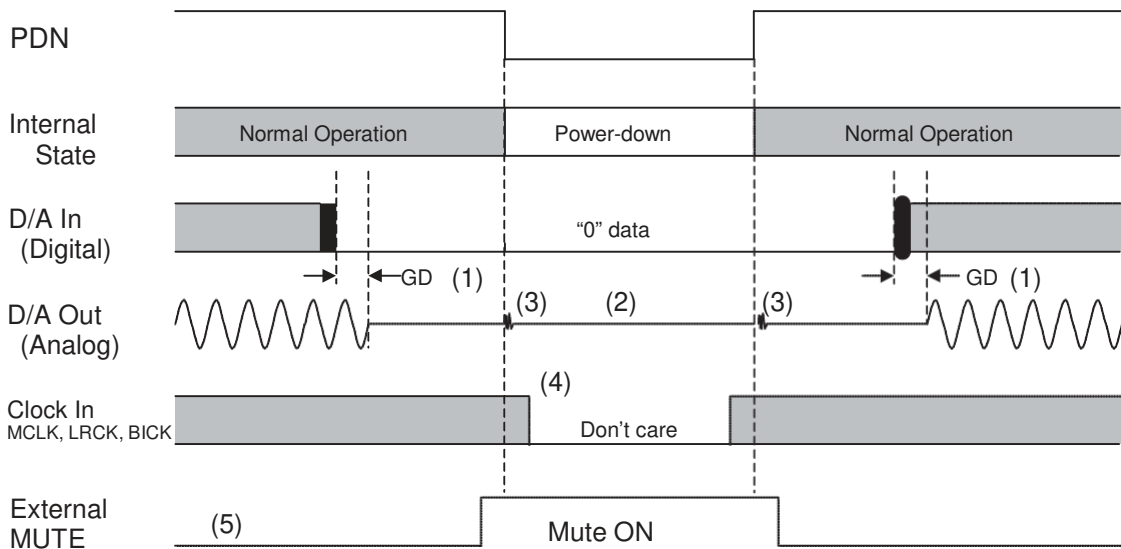 PDN
Internal
State
Normal Operation
Power-down
Normal Operation
D/A In
(Digital)
“0” data
GD (1)
GD (1)
D/A Out
(Analog)
(3)
(2)
(3)
Clock In
MCLK, LRCK, BICK
(4)
Don’t care
External
MUTE
(5)
Mute ON